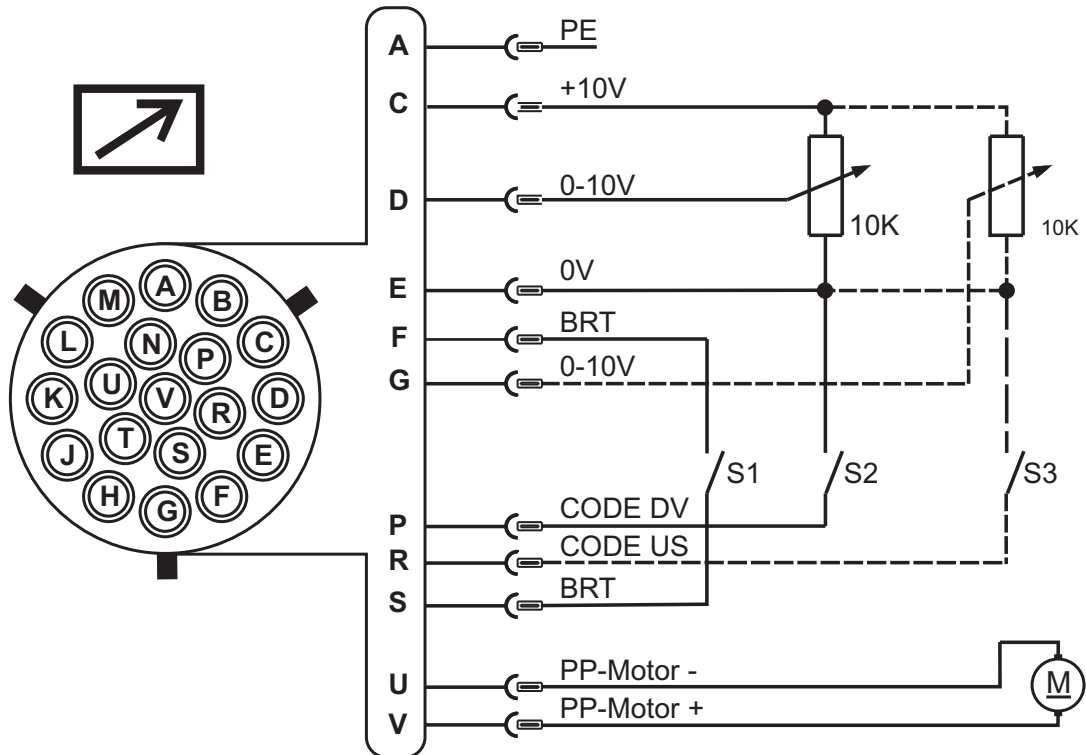 A PE
C +10V
D 0-10V
10K
10K
E 0V
F BRT
G 0-10V
S1
S2
S3
P CODE DV
R CODE US
S BRT
U PP-Motor -
V PP-Motor +
M
A
M
B
L
N
P
C
K
U
V
R
D
J
T
S
E
H
G
F